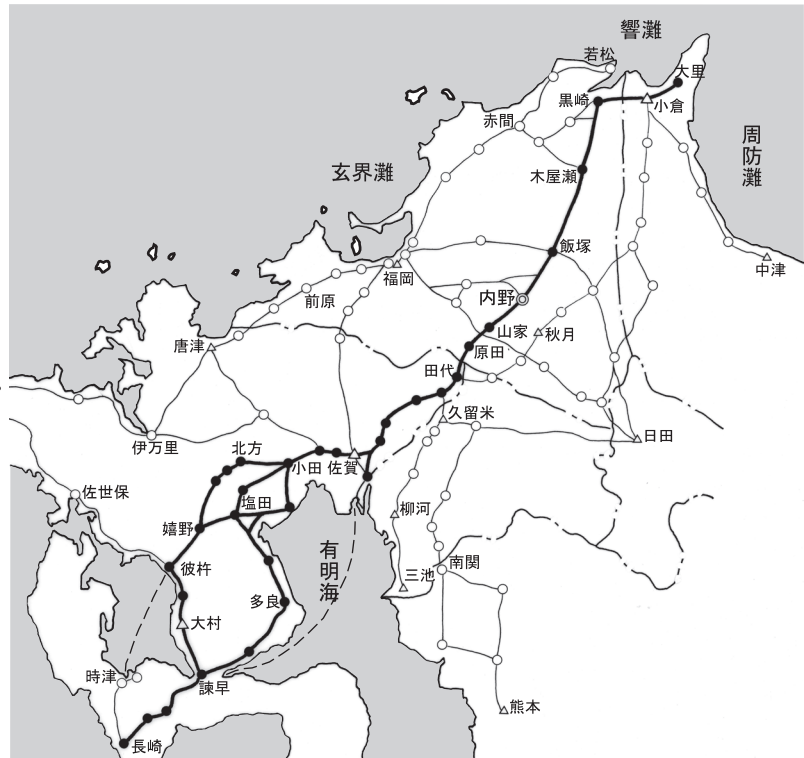 響灘
若松
大里
黒崎
小倉
赤間
周防灘
玄界灘
木屋瀬
飯塚
中津
福岡
内野
前原
山家
秋月
唐津
原田
田代
久留米
日田
伊万里
北方
小田
佐賀
佐世保
塩田
柳河
嬉野
有明海
南関
彼杵
三池
多良
大村
時津
諫早
熊本
長崎